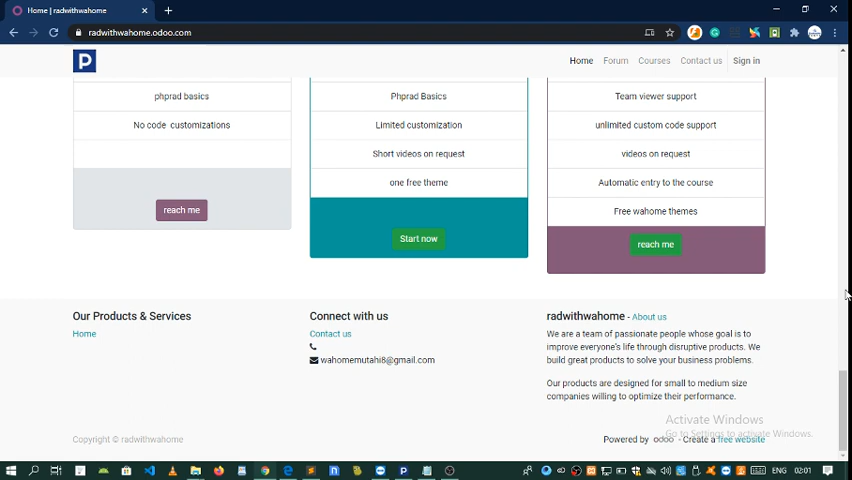 Home | radwithwahome
radwithwahome.odoo.com
P
Home Forum Courses Contact us Sign in
phprad basics
No code customizations
reach me
Phprad Basics
Limited customization
Short videos on request
one free theme
Start now
Team viewer support
unlimited custom code support
videos on request
Automatic entry to the course
Free wahome themes
reach me
Our Products & Services
Home
Connect with us
Contact us
wahomemutahi8@gmail.com
radwithwahome - About us
We are a team of passionate people whose goal is to
improve everyone's life through disruptive products. We
build great products to solve your business problems.
Our products are designed for small to medium size
companies willing to optimize their performance.
Activate Windows
Go to Settings to activate Windows.
Copyright © radwithwahome
Powered by odoo - Create a free website
ENG 02:01